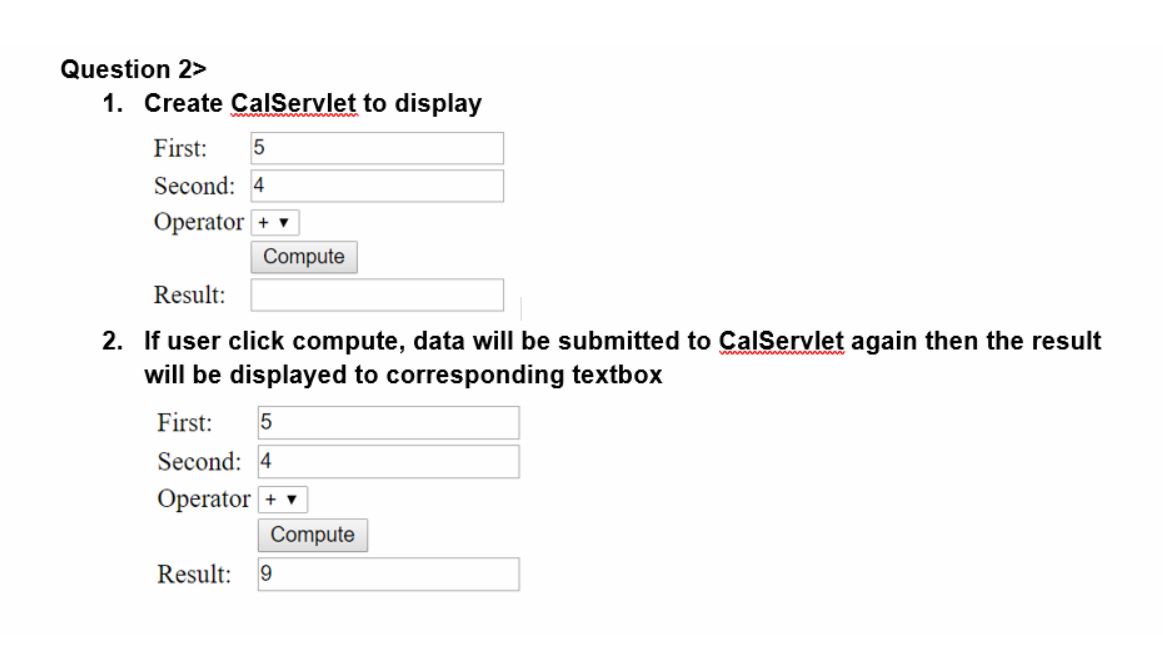 Question 2>
1. Create CalServlet to display
First: 5
Second: 4
Operator + ▼
Compute
Result:
2. If user click compute, data will be submitted to CalServlet again then the result
will be displayed to corresponding textbox
First: 5
Second: 4
Operator + ▼
Compute
Result: 9